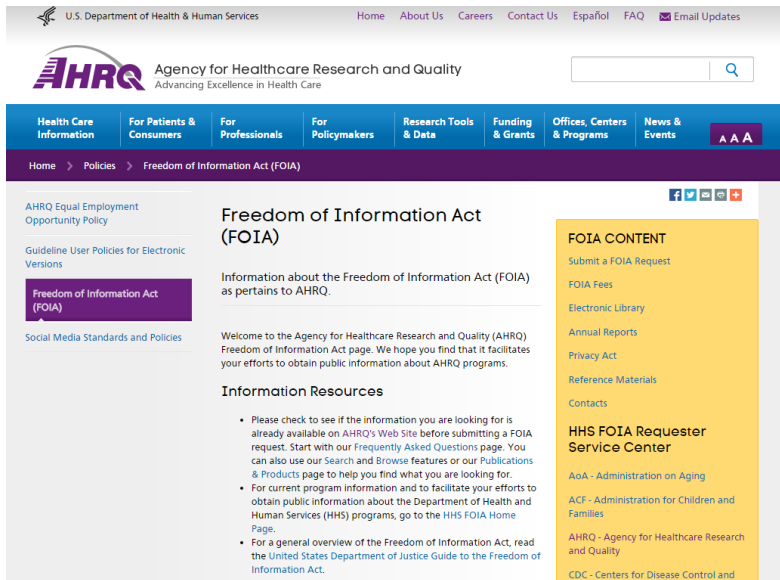 U.S. Department of Health & Human Services
Home About Us Careers Contact Us Español FAQ Email Updates
AHRQ
Agency for Healthcare Research and Quality
Advancing Excellence in Health Care
Health Care Information
For Patients & Consumers
For Professionals
For Policymakers
Research Tools & Data
Funding & Grants
Offices, Centers & Programs
News & Events
A A A
Home > Policies > Freedom of Information Act (FOIA)
AHRQ Equal Employment
Opportunity Policy
Guideline User Policies for Electronic
Versions
Freedom of Information Act
(FOIA)
Social Media Standards and Policies
Freedom of Information Act
(FOIA)
Information about the Freedom of Information Act (FOIA)
as pertains to AHRQ.
Welcome to the Agency for Healthcare Research and Quality (AHRQ)
Freedom of Information Act page. We hope you find that it facilitates
your efforts to obtain public information about AHRQ programs.
Information Resources
• Please check to see if the information you are looking for is
already available on AHRQ's Web Site before submitting a FOIA
request. Start with our Frequently Asked Questions page. You
can also use our Search and Browse features or our Publications
& Products page to help you find what you are looking for.
• For current program information and to facilitate your efforts to
obtain public information about the Department of Health and
Human Services (HHS) programs, go to the HHS FOIA Home
Page.
• For a general overview of the Freedom of Information Act, read
the United States Department of Justice Guide to the Freedom of
Information Act.
FOIA CONTENT
Submit a FOIA Request
FOIA Fees
Electronic Library
Annual Reports
Privacy Act
Reference Materials
Contacts
HHS FOIA Requester
Service Center
AoA - Administration on Aging
ACF - Administration for Children and
Families
AHRQ - Agency for Healthcare Research
and Quality
CDC - Centers for Disease Control and